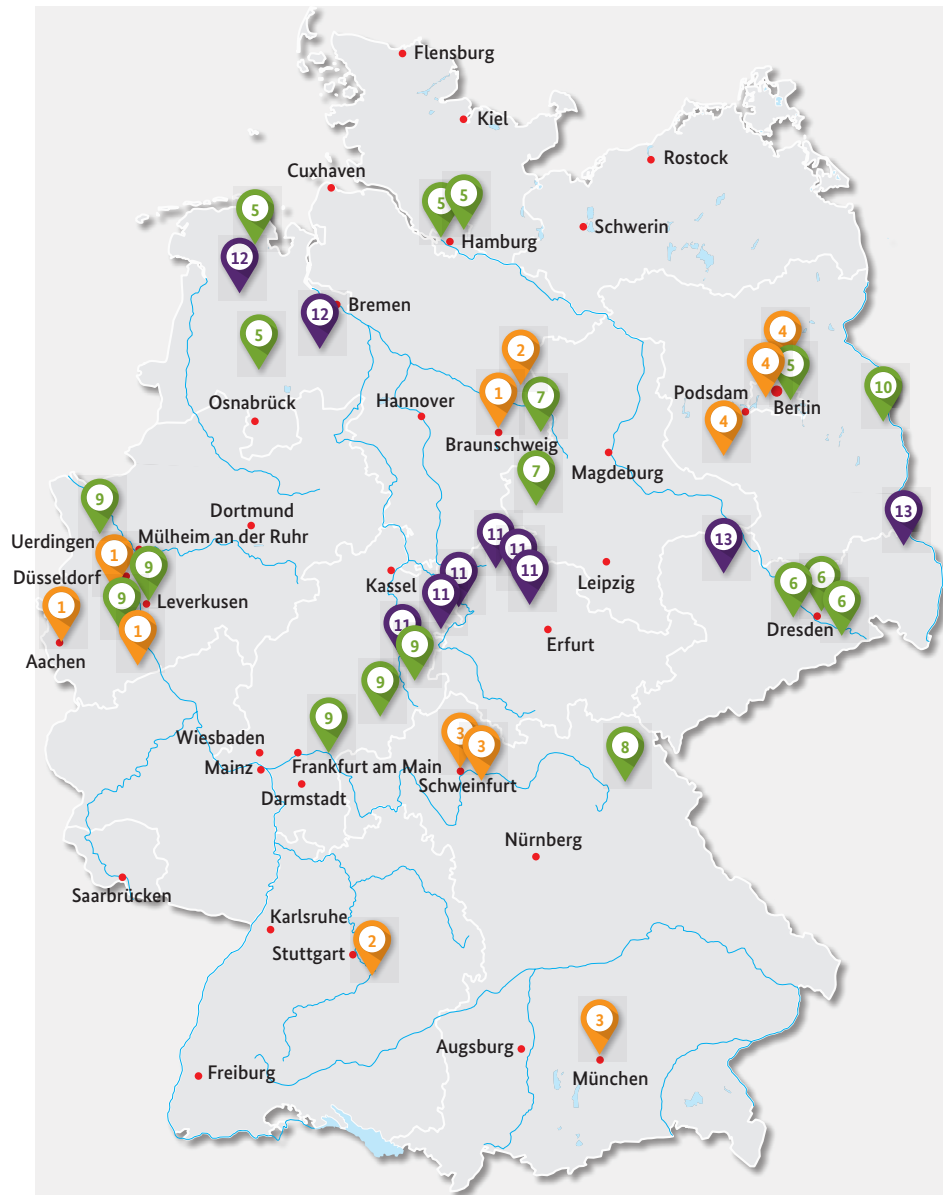 Flensburg
Kiel
Rostock
Cuxhaven
5
5
5
Schwerin
Hamburg
12
Bremen
12
5
4
2
4
5
10
1
7
Osnabrück
Hannover
Podsdam
Berlin
4
Braunschweig
Magdeburg
7
9
Dortmund
13
Uerdingen
Mülheim an der Ruhr
11
13
1
11
Düsseldorf
9
Kassel
11
11
Leipzig
6
6
9
Leverkusen
11
6
1
1
11
Erfurt
Dresden
Aachen
9
9
9
3
3
8
Wiesbaden
Mainz
Frankfurt am Main
Schweinfurt
Darmstadt
Nürnberg
Saarbrücken
Karlsruhe
2
Stuttgart
3
Augsburg
Freiburg
München